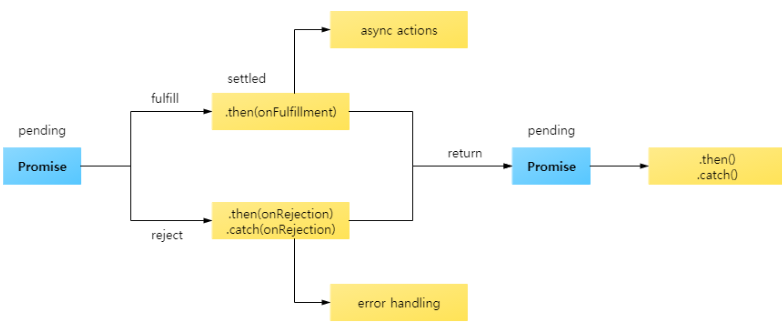 async actions
settled
fulfill
.then(onFulfillment)
pending
Promise
return
pending
Promise
.then()
.catch()
.then(onRejection)
.catch(onRejection)
reject
error handling